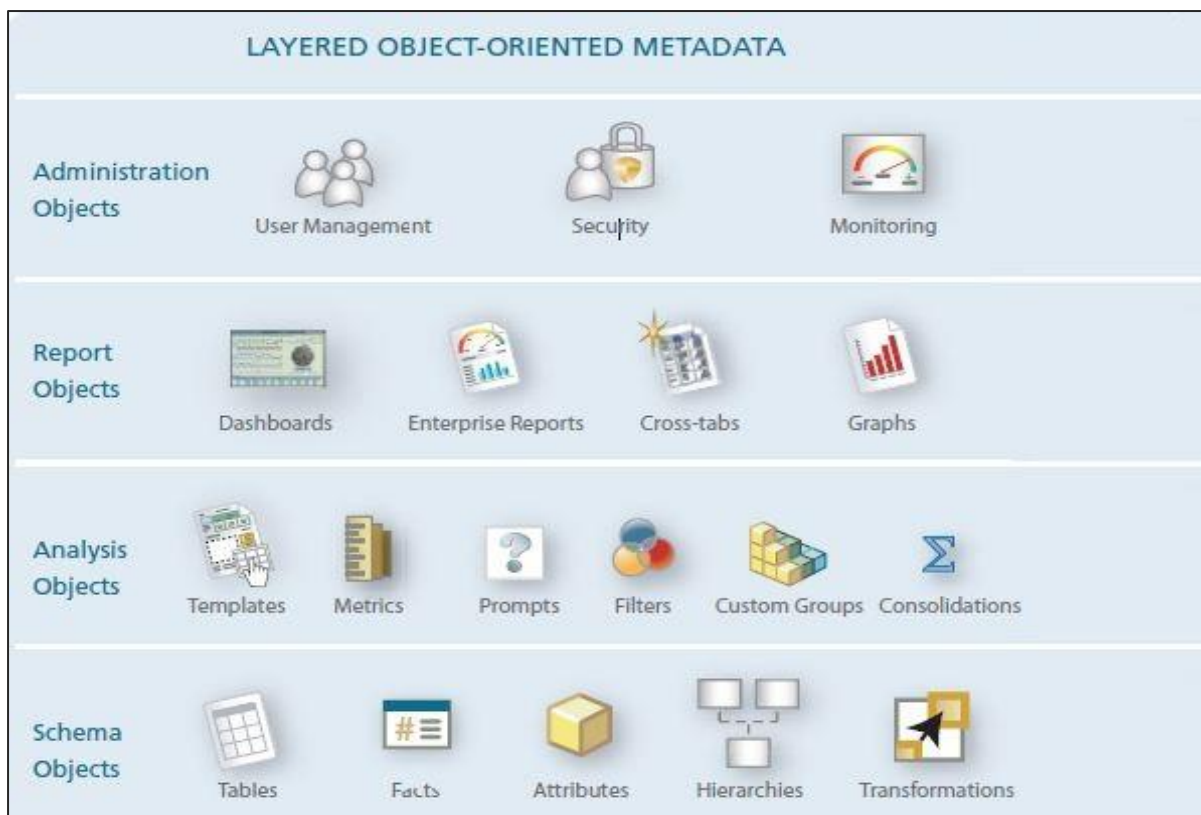 LAYERED OBJECT-ORIENTED METADATA
Administration
Objects
User Management
Security
Monitoring
Report
Objects
Dashboards
Enterprise Reports
Cross-tabs
Graphs
Analysis
Objects
Templates
Metrics
Prompts
Filters
Custom Groups
Consolidations
Schema
Objects
Tables
Facts
Attributes
Hierarchies
Transformations